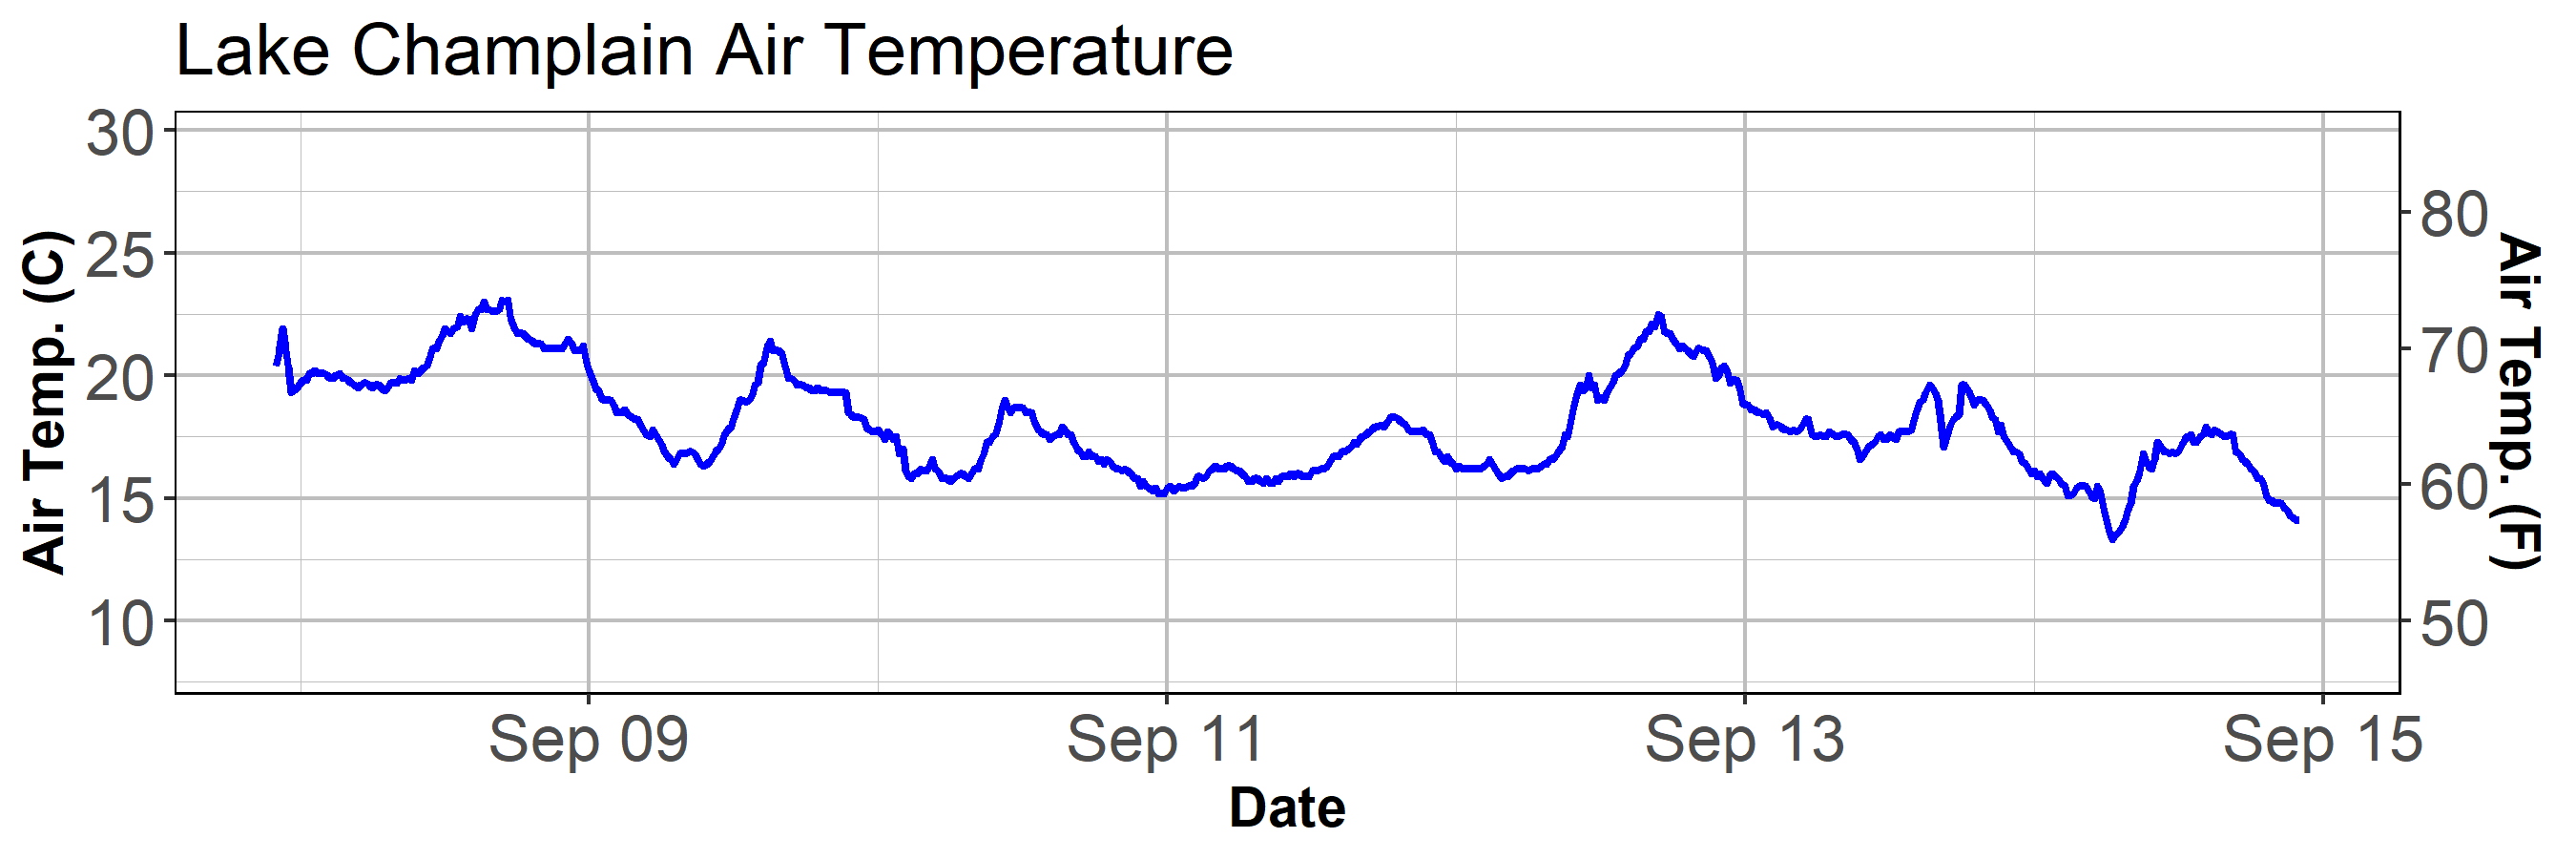 Lake Champlain Air Temperature
Air Temp. (C)
30
25
20
15
10
80
70
60
50
Air Temp. (F)
Sep 09
Sep 11
Sep 13
Sep 15
Date